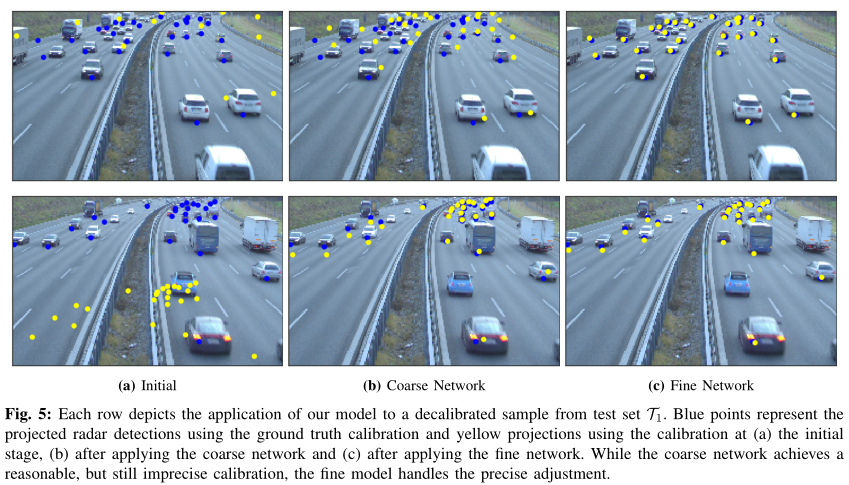 (a) Initial
(b) Coarse Network
(c) Fine Network
Fig. 5: Each row depicts the application of our model to a decalibrated sample from test set 𝒯₁. Blue points represent the
projected radar detections using the ground truth calibration and yellow projections using the calibration at (a) the initial
stage, (b) after applying the coarse network and (c) after applying the fine network. While the coarse network achieves a
reasonable, but still imprecise calibration, the fine model handles the precise adjustment.